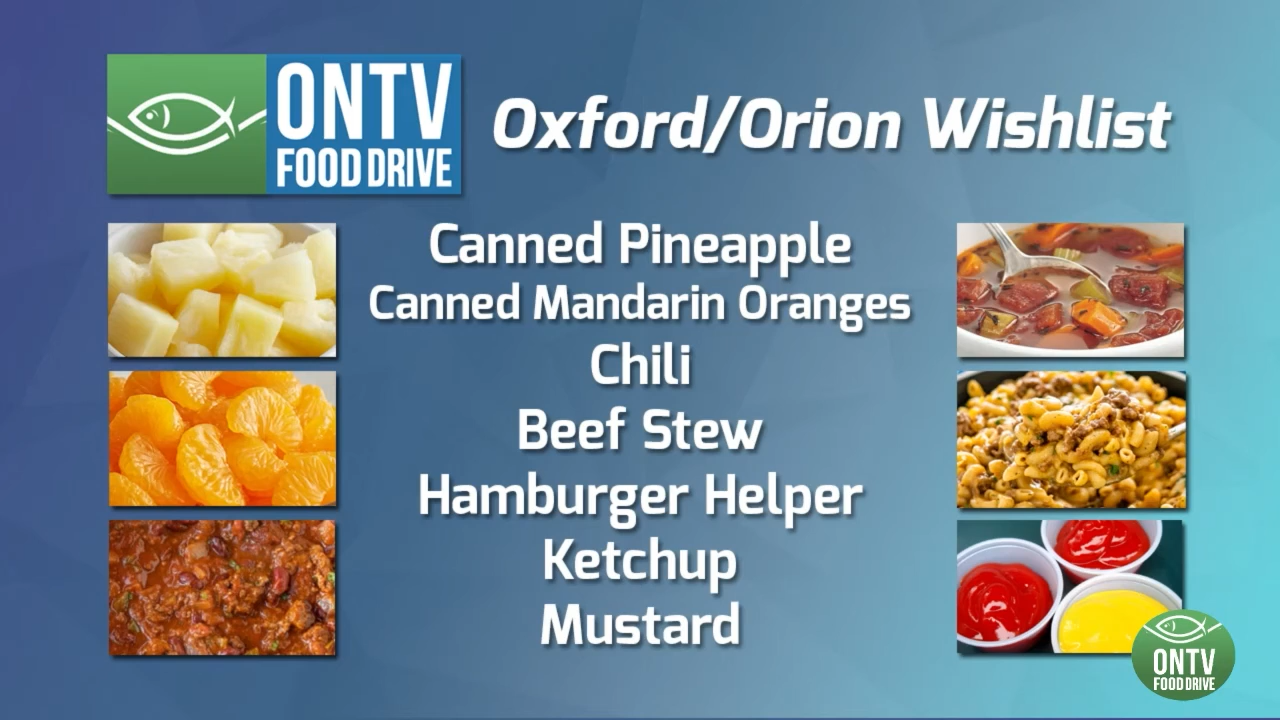 ONTV
FOOD DRIVE
Oxford/Orion Wishlist
Canned Pineapple
Canned Mandarin Oranges
Chili
Beef Stew
Hamburger Helper
Ketchup
Mustard
ONTV
FOOD DRIVE